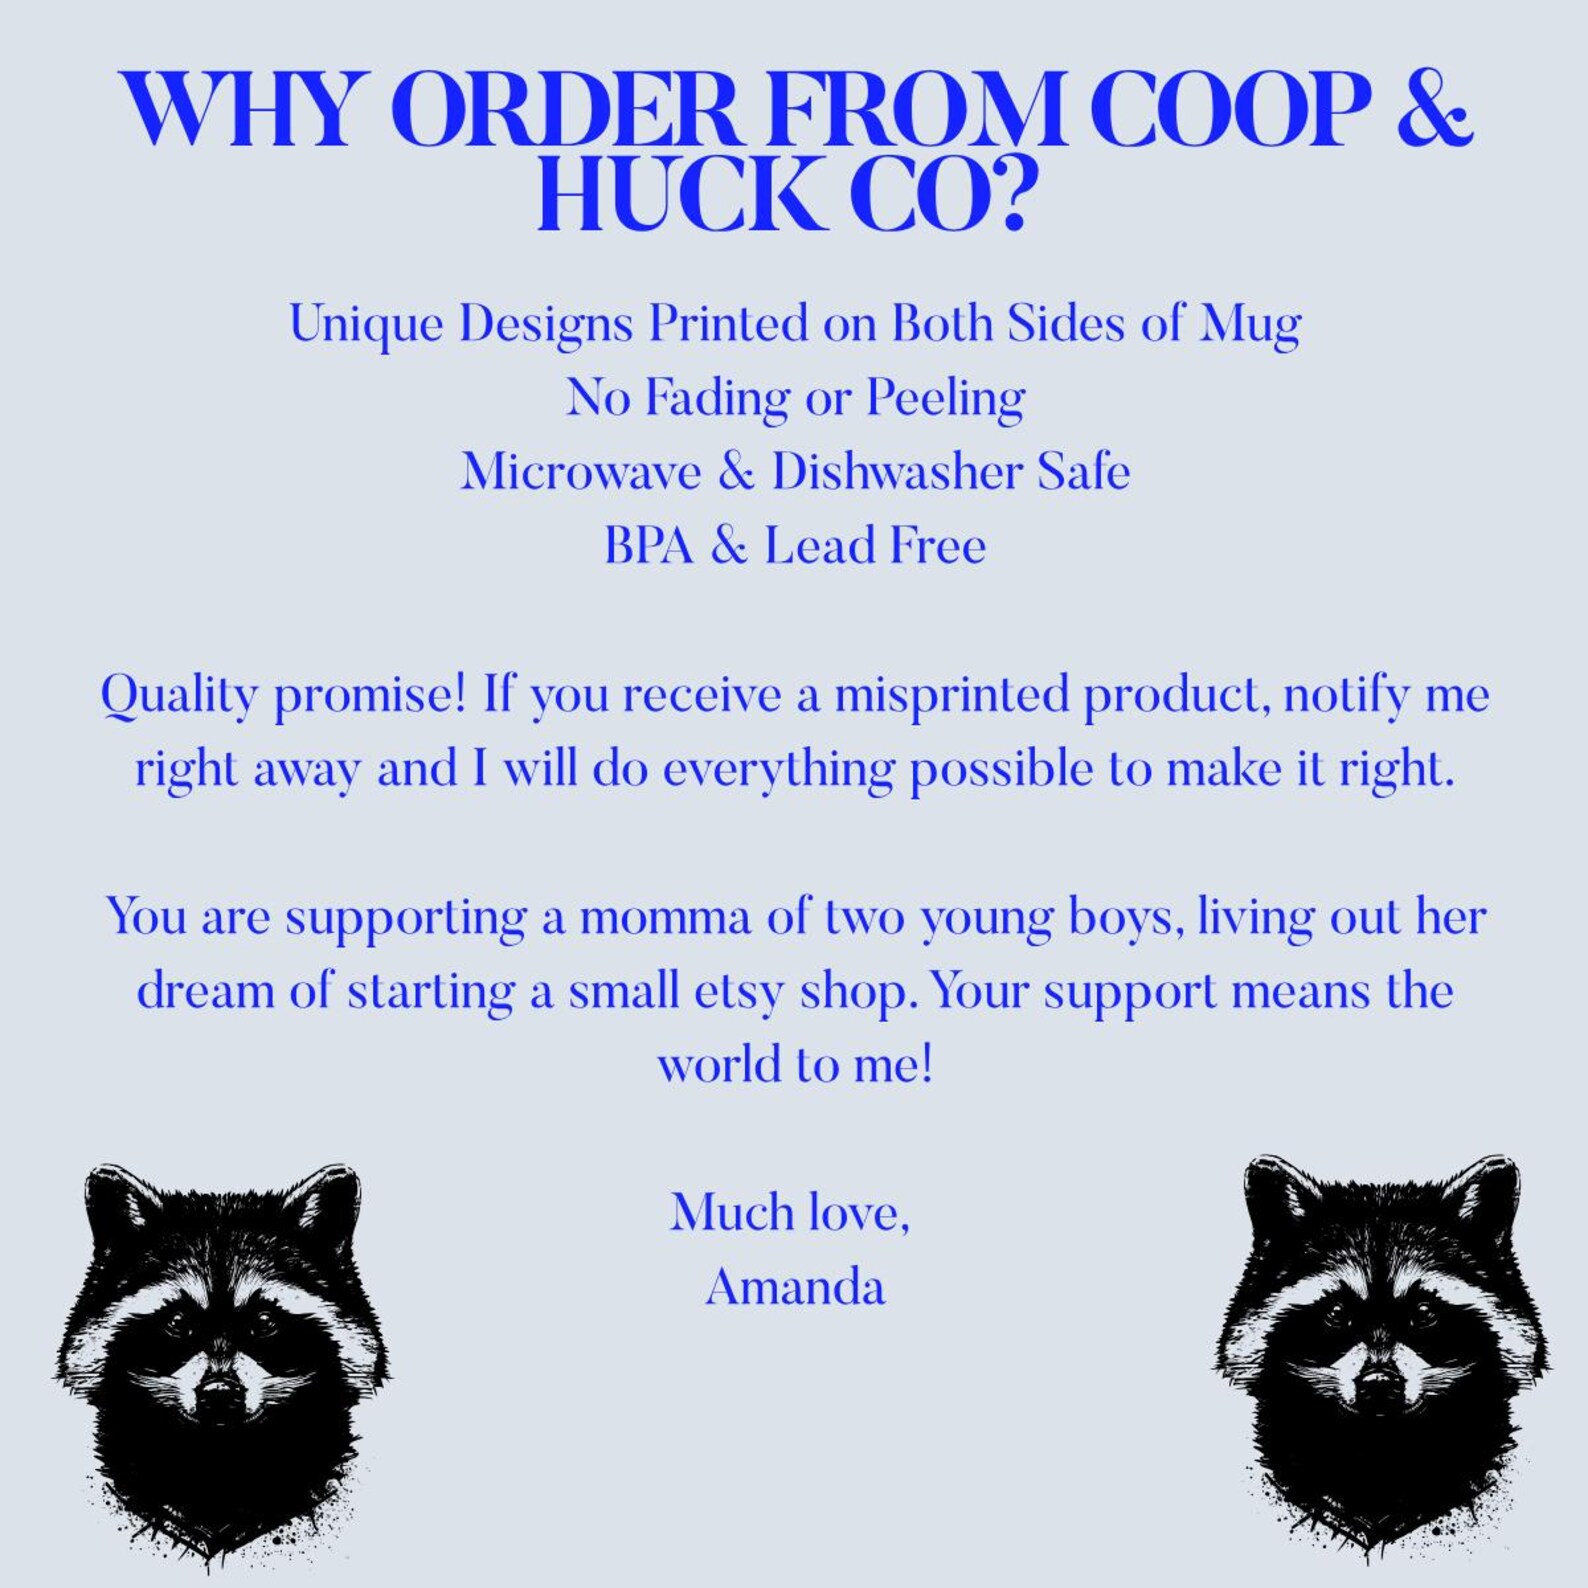 WHY ORDER FROM COOP &
HUCK CO?
Unique Designs Printed on Both Sides of Mug
No Fading or Peeling
Microwave & Dishwasher Safe
BPA & Lead Free
Quality promise! If you receive a misprinted product, notify me
right away and I will do everything possible to make it right.
You are supporting a momma of two young boys, living out her
dream of starting a small etsy shop. Your support means the
world to me!
Much love,
Amanda